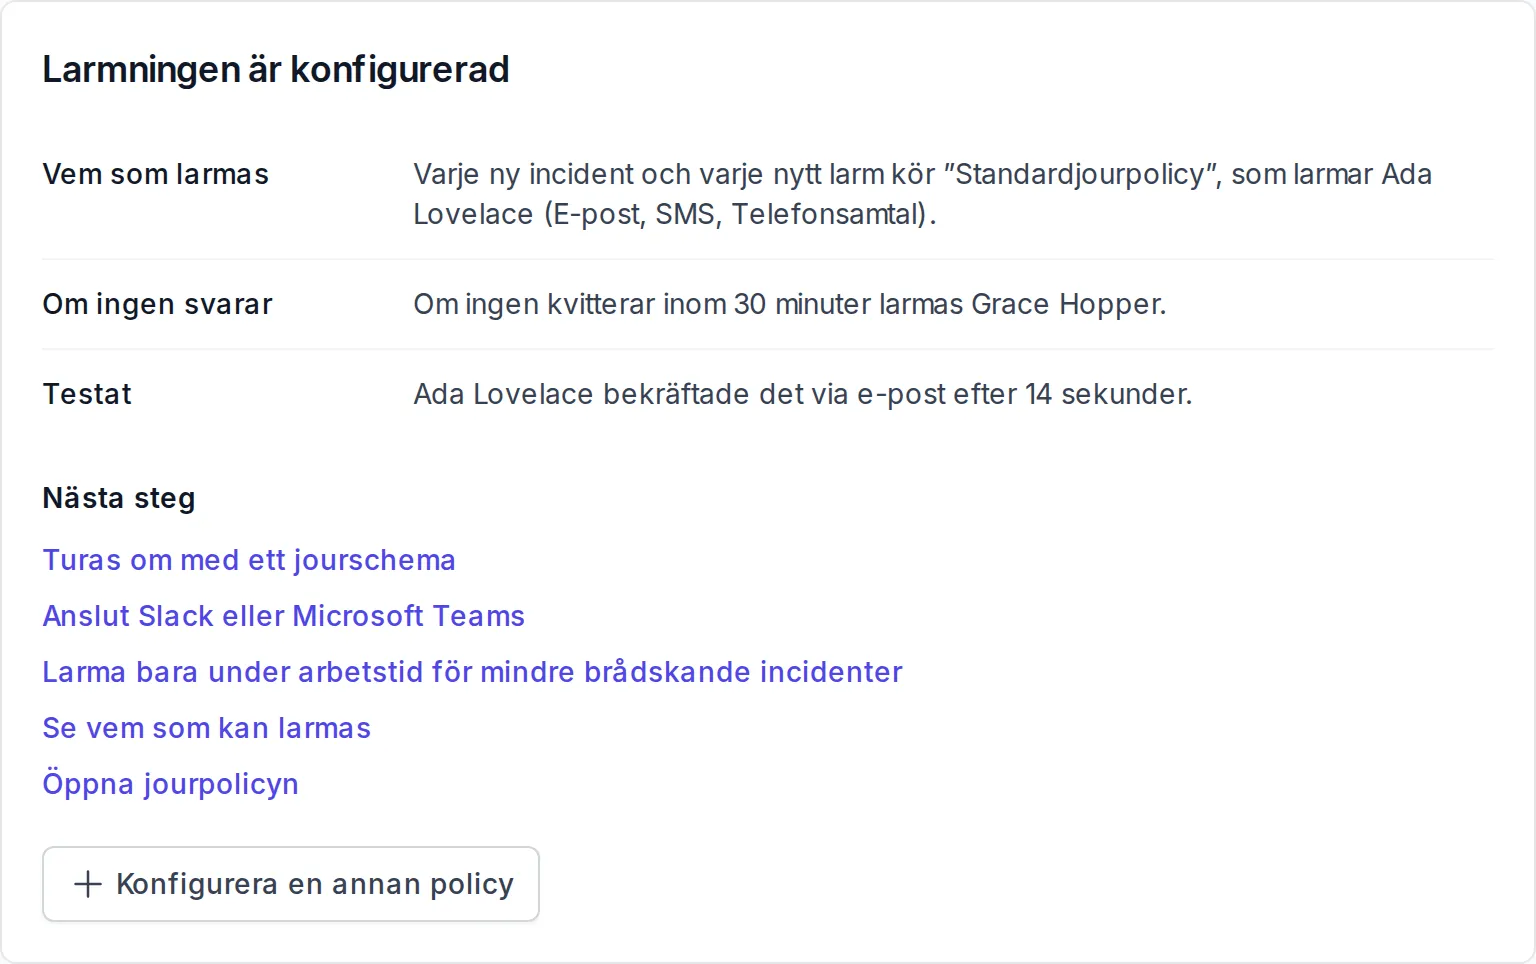 Larmningen är konfigurerad
Vem som larmas
Varje ny incident och varje nytt larm kör ”Standardjourpolicy”, som larmar Ada
Lovelace (E-post, SMS, Telefonsamtal).
Om ingen svarar
Om ingen kvitterar inom 30 minuter larmas Grace Hopper.
Testat
Ada Lovelace bekräftade det via e-post efter 14 sekunder.
Nästa steg
Turas om med ett jourschema
Anslut Slack eller Microsoft Teams
Larma bara under arbetstid för mindre brådskande incidenter
Se vem som kan larmas
Öppna jourpolicyn
Konfigurera en annan policy